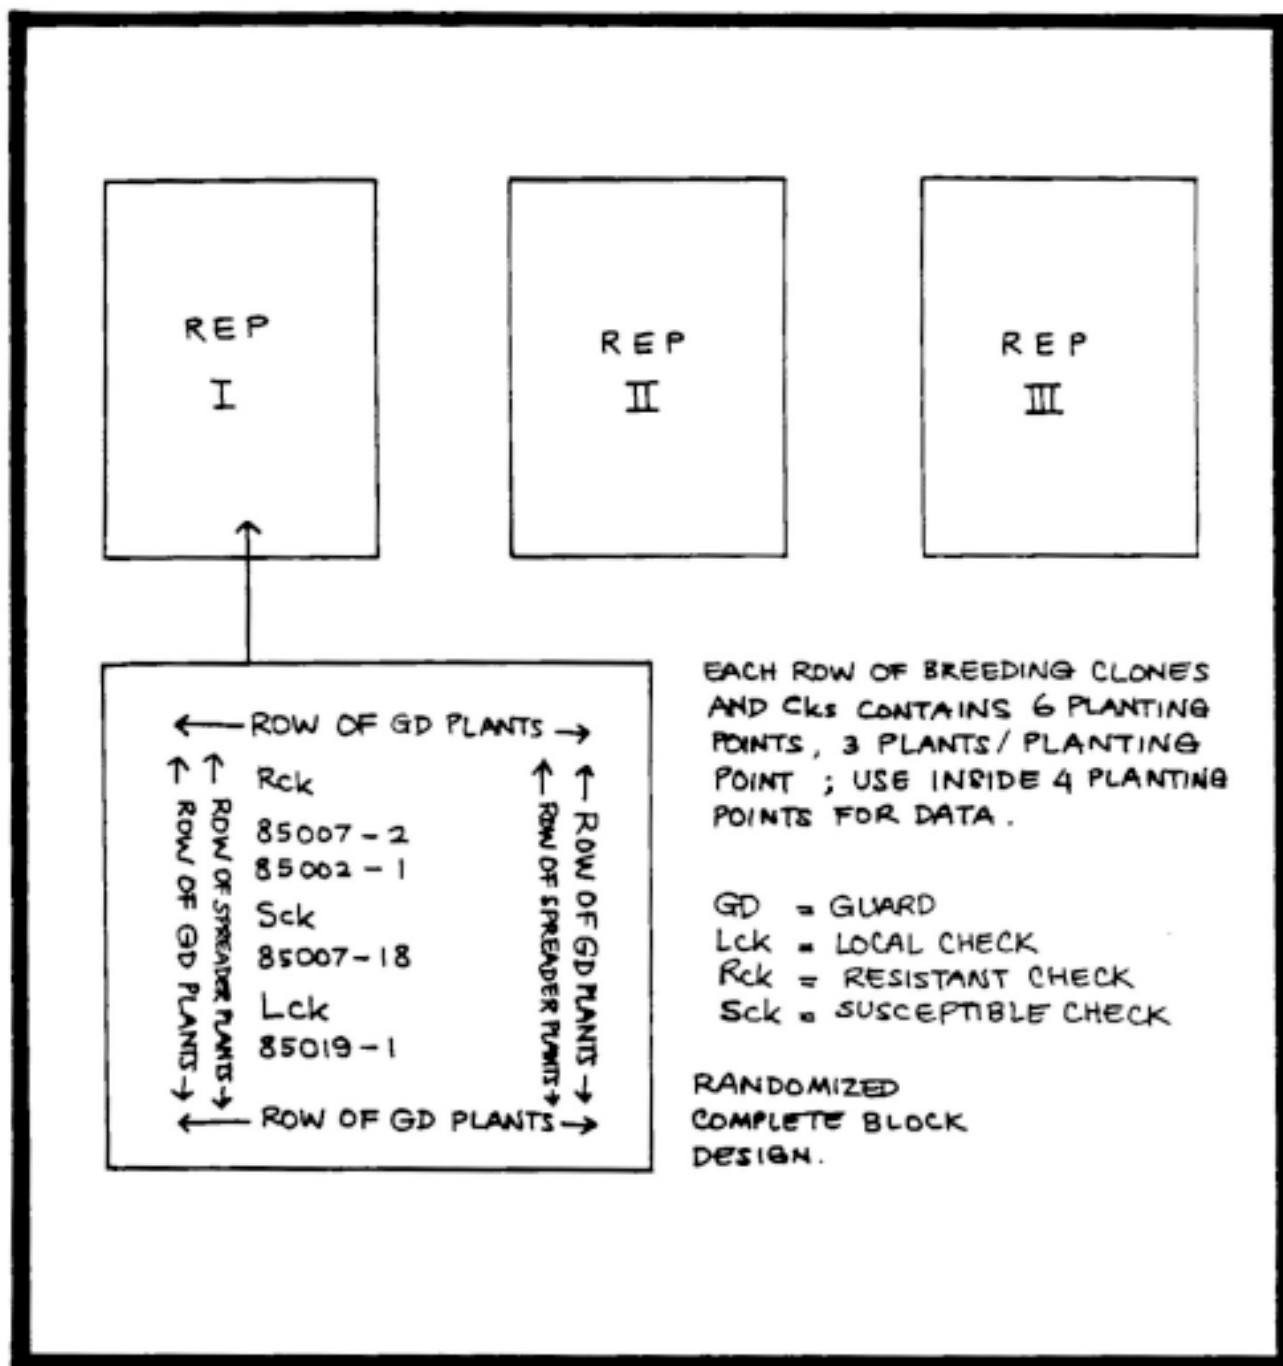 REP
I
REP
II
REP
III
ROW OF GD PLANTS
ROW OF GD PLANTS
ROW OF SPREADER PLANTS
Rck
85007-2
85002-1
Sck
85007-18
Lck
85019-1
ROW OF SPREADER PLANTS
ROW OF GD PLANTS
ROW OF GD PLANTS
EACH ROW OF BREEDING CLONES
AND Cks CONTAINS 6 PLANTING
POINTS, 3 PLANTS/PLANTING
POINT ; USE INSIDE 4 PLANTING
POINTS FOR DATA.
GD = GUARD
Lck = LOCAL CHECK
Rck = RESISTANT CHECK
Sck = SUSCEPTIBLE CHECK
RANDOMIZED
COMPLETE BLOCK
DESIGN.